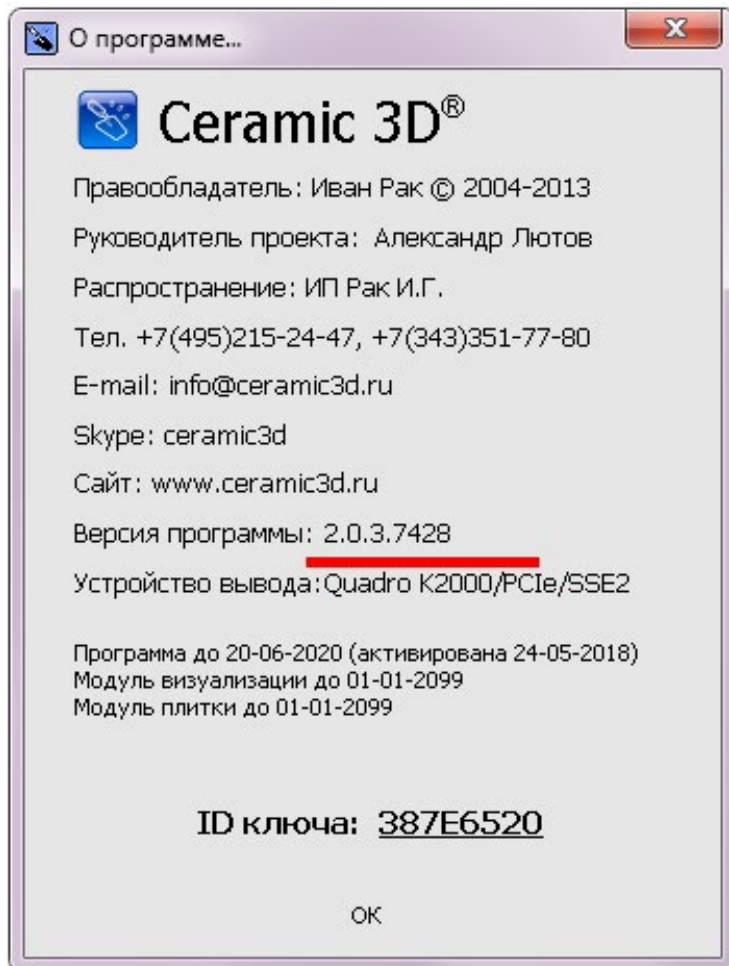 О программе...
Ceramic 3D®
Правообладатель: Иван Рак © 2004-2013
Руководитель проекта: Александр Лютов
Распространение: ИП Рак И.Г.
Тел. +7(495)215-24-47, +7(343)351-77-80
E-mail: info@ceramic3d.ru
Skype: ceramic3d
Сайт: www.ceramic3d.ru
Версия программы: 2.0.3.7428
Устройство вывода:Quadro K2000/PCIe/SSE2
Программа до 20-06-2020 (активирована 24-05-2018)
Модуль визуализации до 01-01-2099
Модуль плитки до 01-01-2099
ID ключа: 387E6520
ОК